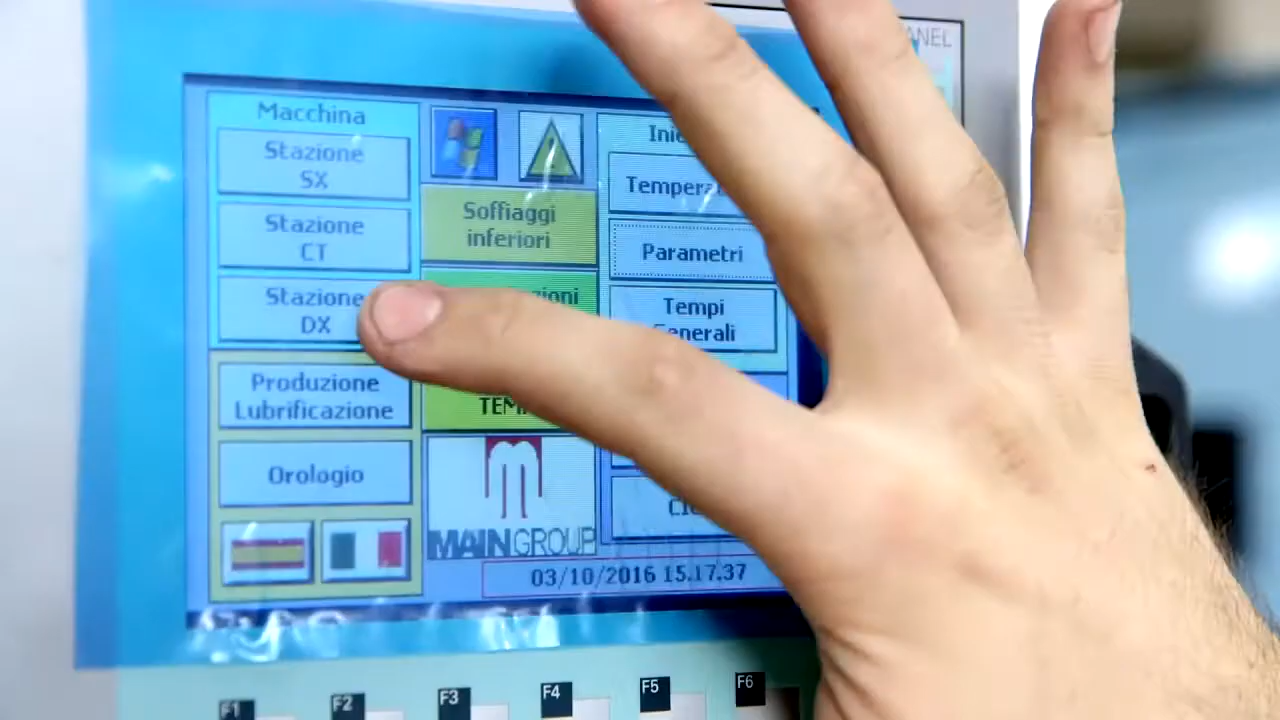 ANEL
Macchina
Stazione
SX
Stazione
CT
Stazione
DX
Produzione
Lubrificazione
Orologio
Soffiaggi
inferiori
MAINGROUP
Parametri
Tempi
Generali
03/10/2016 15.17.37
F1
F2
F3
F4
F5
F6